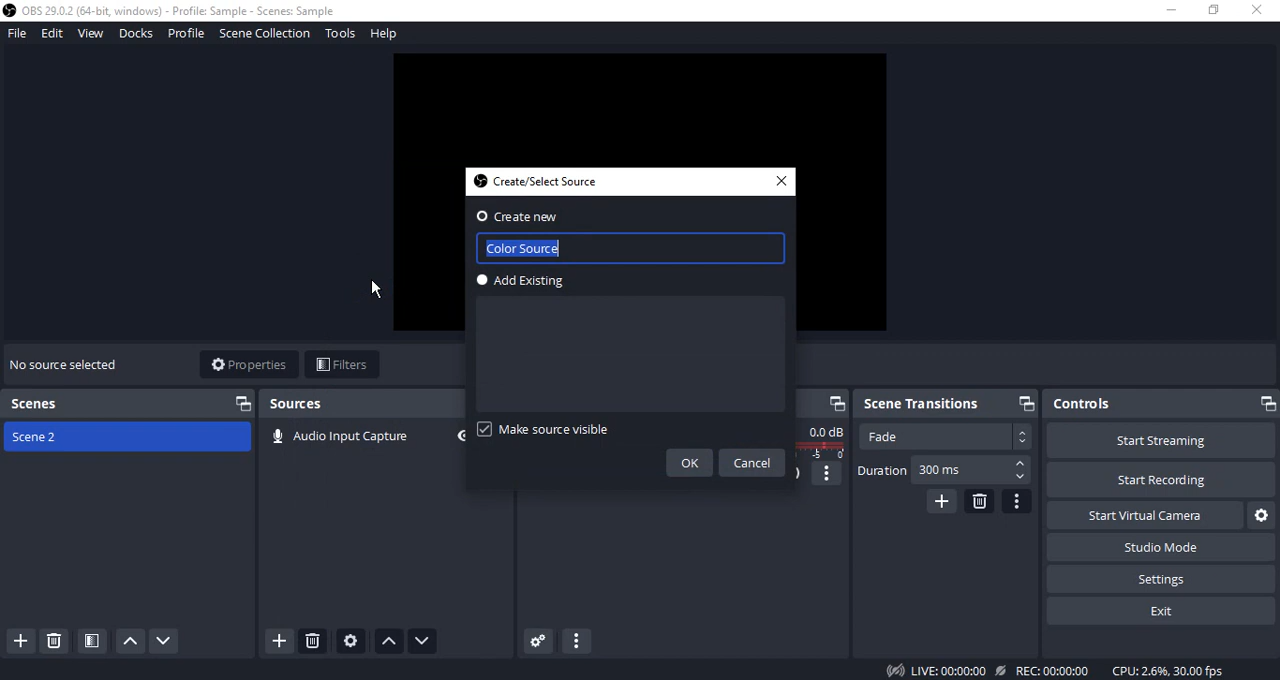 OBS 29.0.2 (64-bit, windows) - Profile: Sample - Scenes: Sample
File Edit View Docks Profile Scene Collection Tools Help
Create/Select Source
Create new
Color Source
Add Existing
Make source visible
OK Cancel
No source selected Properties Filters
Scenes
Scene 2
Sources
Audio Input Capture
0.0 dB
-5 0
Scene Transitions
Fade
Duration 300 ms
Controls
Start Streaming
Start Recording
Start Virtual Camera
Studio Mode
Settings
Exit
LIVE: 00:00:00 REC: 00:00:00 CPU: 2.6%, 30.00 fps